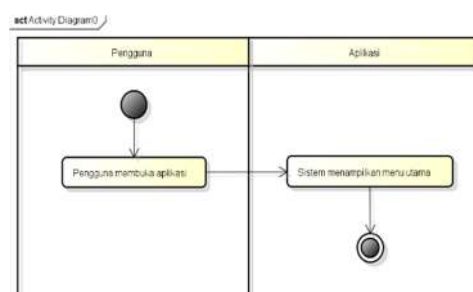 act Activity Diagram0
Pengguna
Aplikasi
Pengguna membuka aplikasi
Sistem menampilkan menu utama